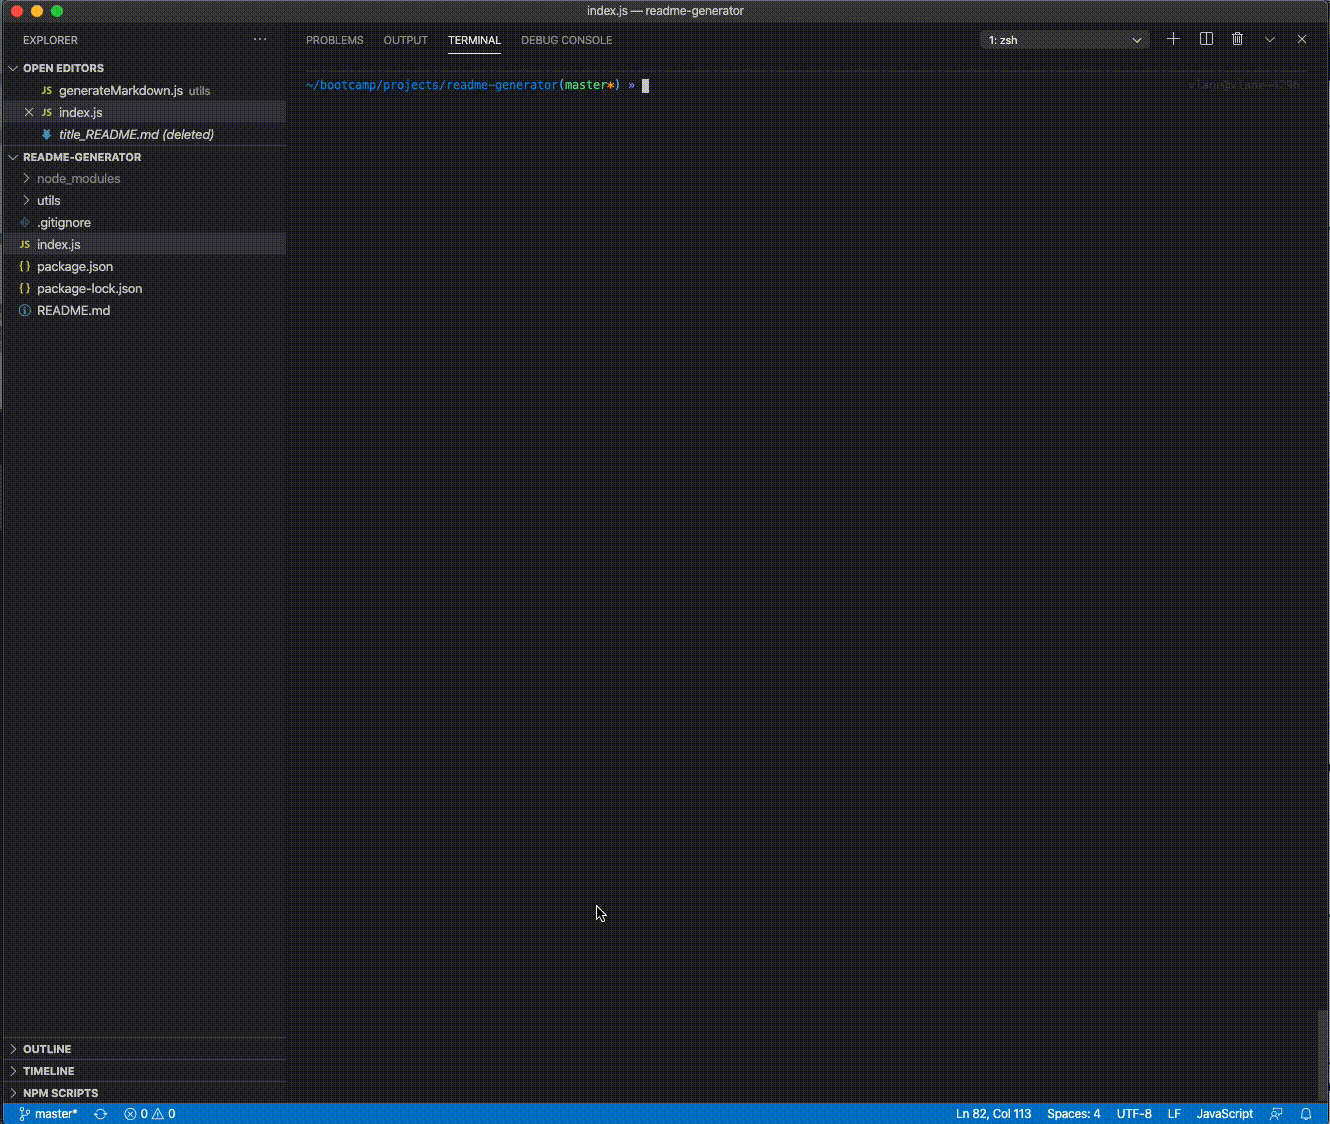 index.js — readme-generator
EXPLORER
PROBLEMS OUTPUT TERMINAL DEBUG CONSOLE 1: zsh
OPEN EDITORS
JS generateMarkdown.js utils
JS index.js
title_README.md (deleted)
README-GENERATOR
node_modules
utils
.gitignore
JS index.js
{} package.json
{} package-lock.json
README.md
~/bootcamp/projects/readme-generator(master*) »
OUTLINE
TIMELINE
NPM SCRIPTS
master* 0 0 Ln 82, Col 113 Spaces: 4 UTF-8 LF JavaScript